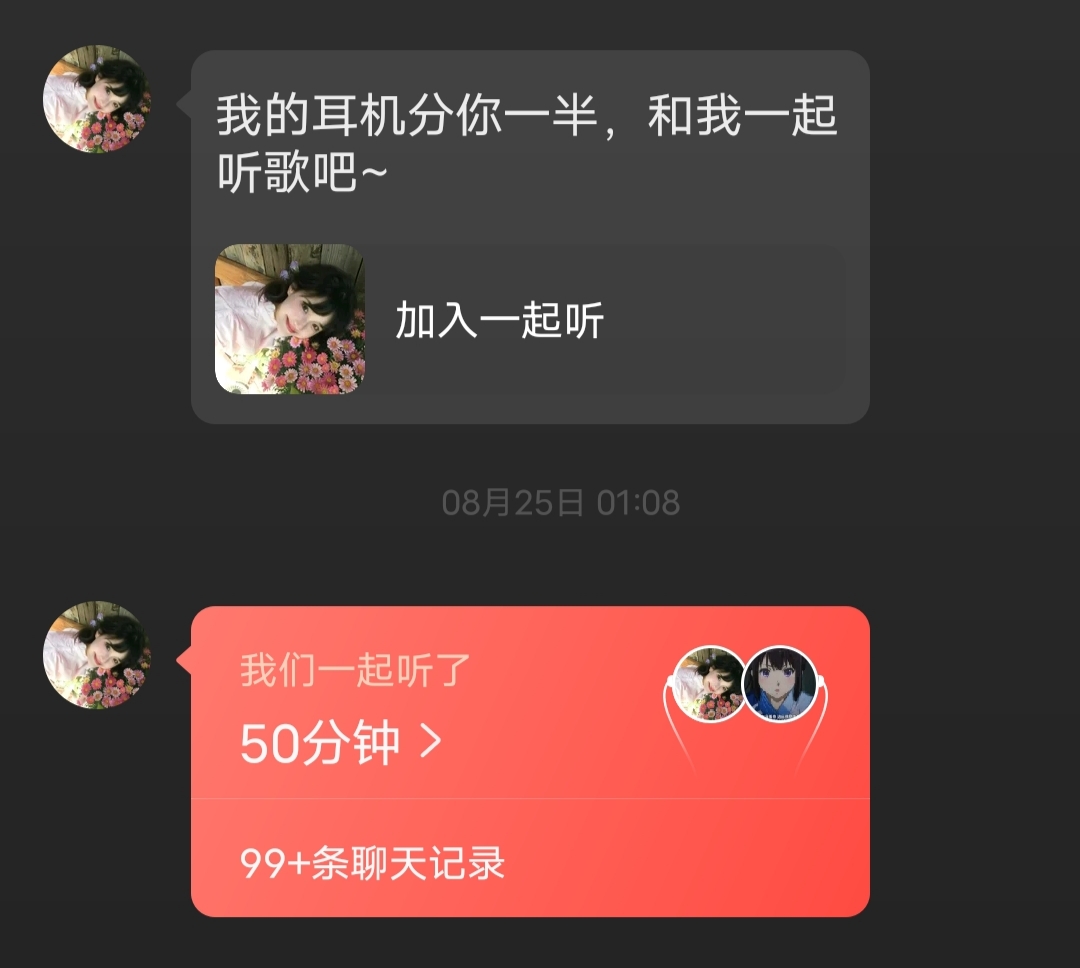 我的耳机分你一半，和我一起
听歌吧~
加入一起听
08月25日 01:08
我们一起听了
50分钟 >
99+条聊天记录